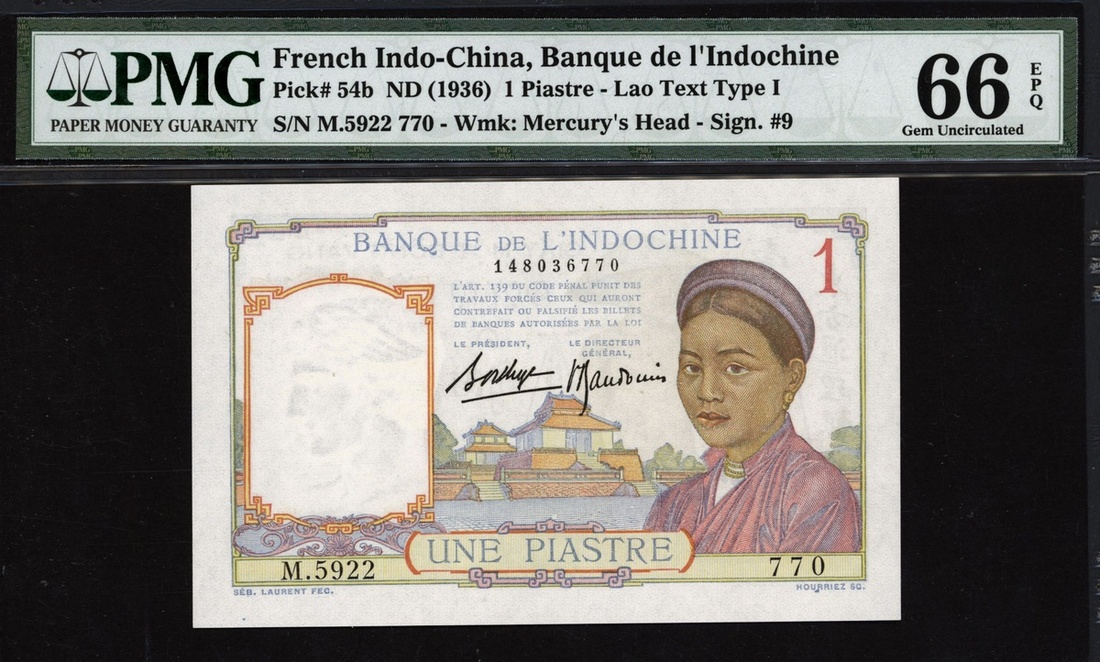 PMG
PAPER MONEY GUARANTY
French Indo-China, Banque de l'Indochine
Pick# 54b ND (1936) 1 Piastre - Lao Text Type I
S/N M.5922 770 - Wmk: Mercury's Head - Sign. #9
66
EPQ
Gem Uncirculated
BANQUE DE L'INDOCHINE
1
148036770
L'ART. 139 DU CODE PÉNAL PUNIT DES
TRAVAUX FORCÉS CEUX QUI AURONT
CONTREFAIT OU FALSIFIÉ LES BILLETS
DE BANQUES AUTORISÉES PAR LA LOI
LE PRÉSIDENT,
LE DIRECTEUR
GÉNÉRAL,
UNE PIASTRE
M.5922
770
SÉB. LAURENT FEC.
HOURRIEZ SC.